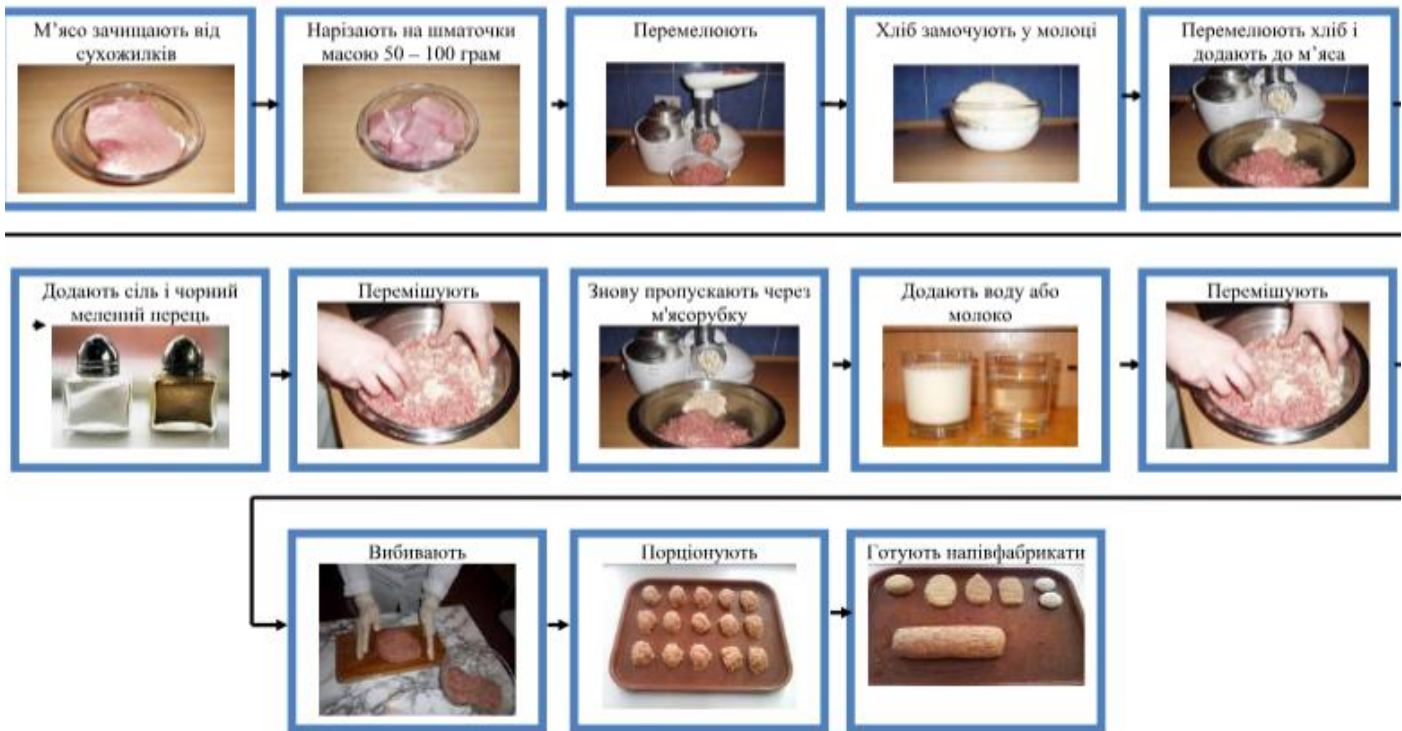 М’ясо зачищають від
сухожилків
Нарізають на шматочки
масою 50 – 100 грам
Перемелюють
Хліб замочують у молоці
Перемелюють хліб і
додають до м’яса
Додають сіль і чорний
мелений перець
Перемішують
Знову пропускають через
м'ясорубку
Додають воду або
молоко
Перемішують
Вибивають
Порціонують
Готують напівфабрикати